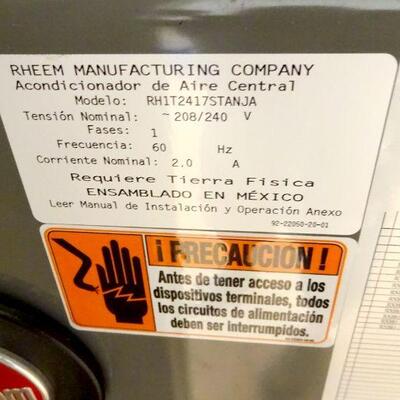 RHEEM MANUFACTURING COMPANY
Acondicionador de Aire Central
Modelo: RH1T2417STANJA
Tensión Nominal: ~ 208/240 V
Fases: 1
Frecuencia: 60 Hz
Corriente Nominal: 2.0 A
Requiere Tierra Fisica
ENSAMBLADO EN MÉXICO
Leer Manual de Instalación y Operación Anexo
92-22050-20-01
¡PRECAUCION!
Antes de tener acceso a los
dispositivos terminales, todos
los circuitos de alimentación
deben ser interrumpidos.